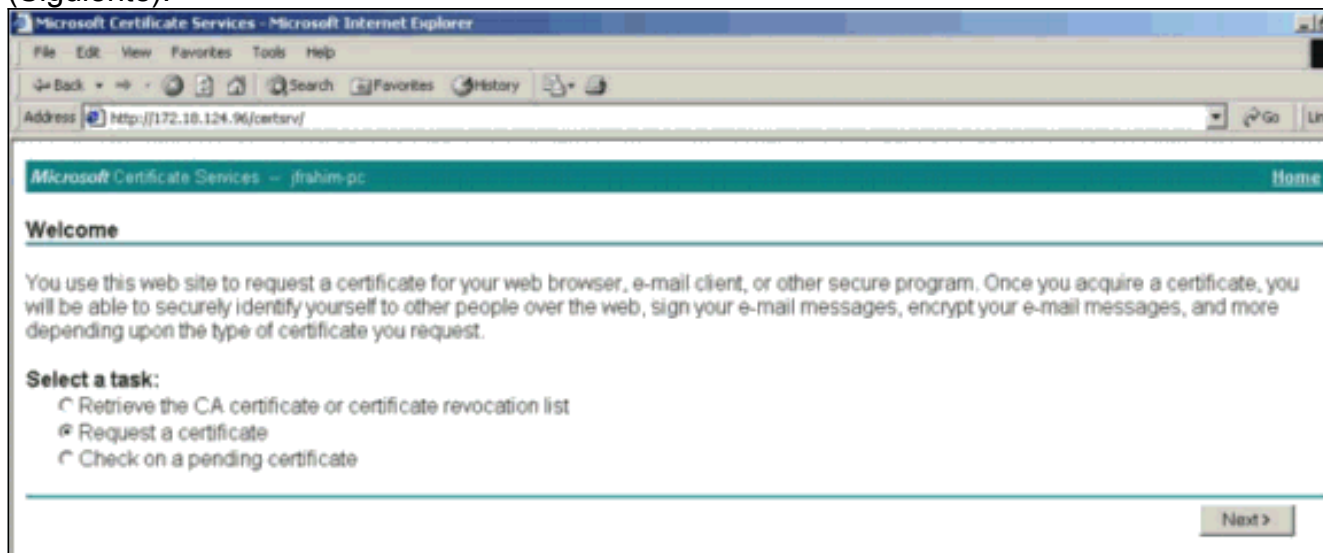 (Siguiente).
Microsoft Certificate Services - Microsoft Internet Explorer
File Edit View Favorites Tools Help
Back Search Favorites History
Address http://172.18.124.96/certsrv/ Go
Microsoft Certificate Services -- jfrahim-pc Home
Welcome
You use this web site to request a certificate for your web browser, e-mail client, or other secure program. Once you acquire a certificate, you
will be able to securely identify yourself to other people over the web, sign your e-mail messages, encrypt your e-mail messages, and more
depending upon the type of certificate you request.
Select a task:
Retrieve the CA certificate or certificate revocation list
Request a certificate
Check on a pending certificate
Next >